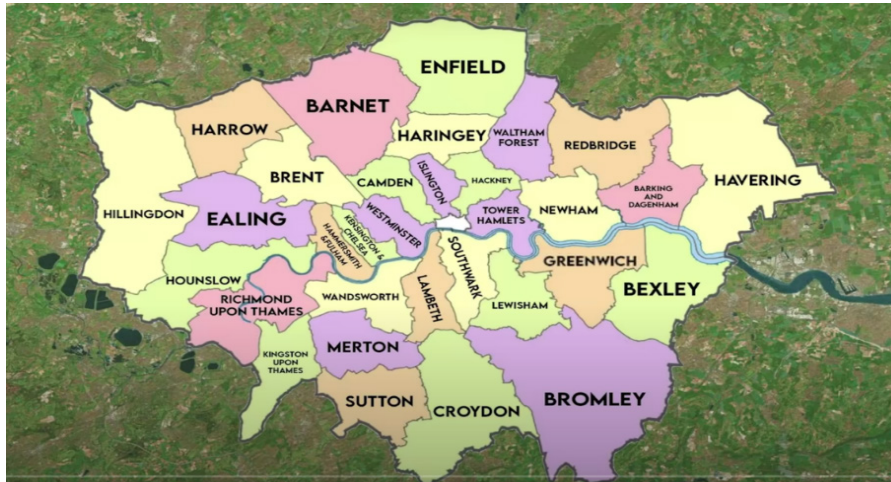 ENFIELD
BARNET
HARROW
HARINGEY
WALTHAM
FOREST
REDBRIDGE
BRENT
CAMDEN
ISLINGTON
HACKNEY
BARKING
AND
DAGENHAM
HAVERING
HILLINGDON
EALING
HAMMERSMITH
& FULHAM
KENSINGTON &
CHELSEA
WESTMINSTER
TOWER
HAMLETS
NEWHAM
HOUNSLOW
SOUTHWARK
GREENWICH
BEXLEY
RICHMOND
UPON THAMES
WANDSWORTH
LAMBETH
LEWISHAM
KINGSTON
UPON
THAMES
MERTON
SUTTON
CROYDON
BROMLEY